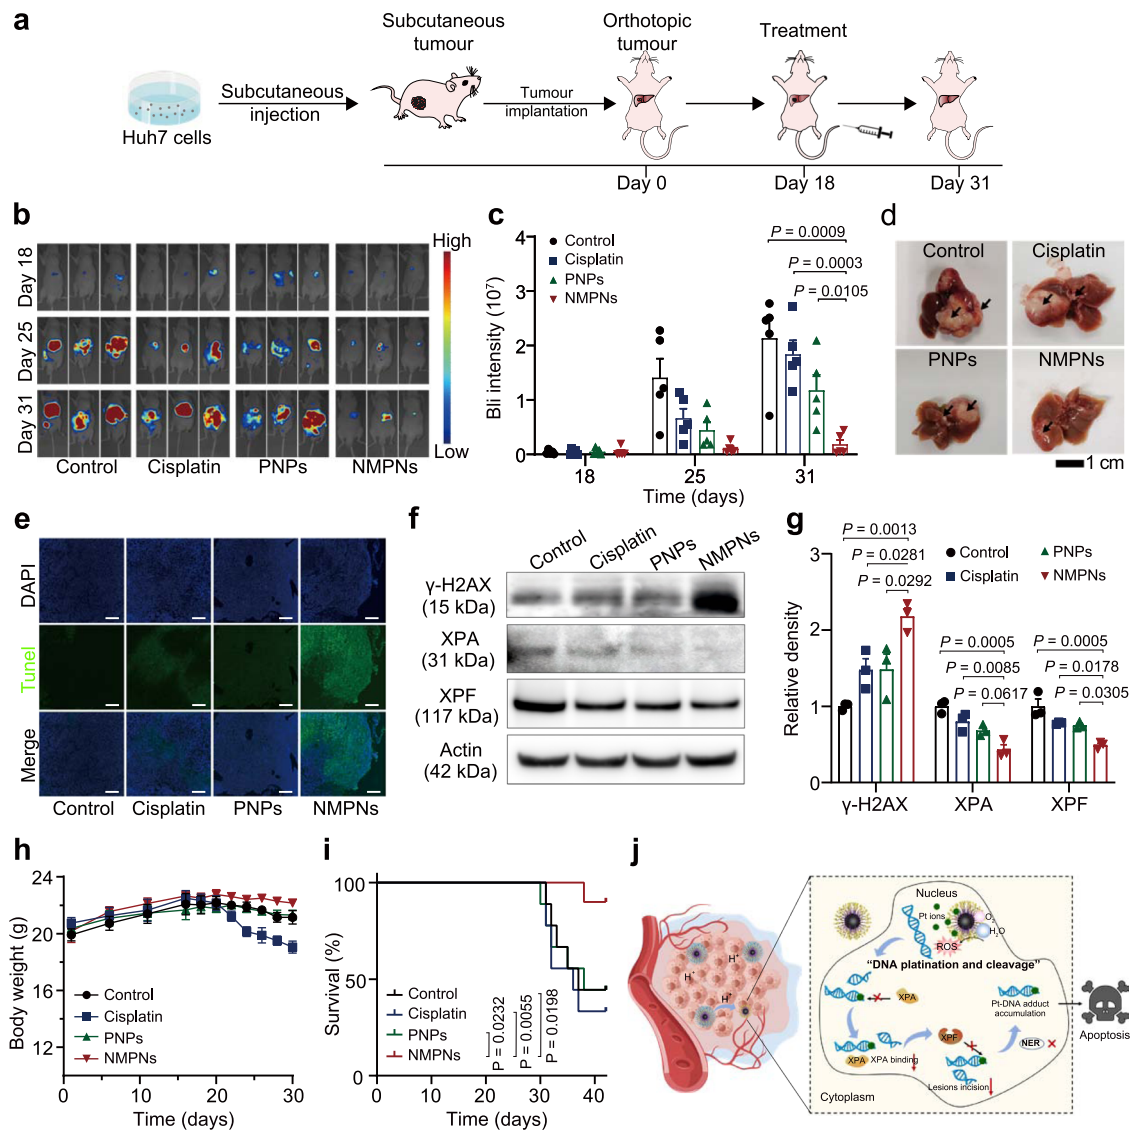 a
Subcutaneous
tumour
Orthotopic
tumour
Treatment
Subcutaneous
injection
Tumour
implantation
Huh7 cells
Day 0
Day 18
Day 31
b
High
Low
Day 18
Day 25
Day 31
Control
Cisplatin
PNPs
NMPNs
c
Control
Cisplatin
PNPs
NMPNs
P = 0.0009
P = 0.0003
P = 0.0105
Bli intensity (10⁷)
4
3
2
1
0
18
25
31
Time (days)
d
Control
Cisplatin
PNPs
NMPNs
1 cm
e
DAPI
Tunel
Merge
Control
Cisplatin
PNPs
NMPNs
f
Control
Cisplatin
PNPs
NMPNs
γ-H2AX
(15 kDa)
XPA
(31 kDa)
XPF
(117 kDa)
Actin
(42 kDa)
g
P = 0.0013
P = 0.0281
P = 0.0292
Control
Cisplatin
PNPs
NMPNs
P = 0.0005
P = 0.0085
P = 0.0617
P = 0.0005
P = 0.0178
P = 0.0305
Relative density
3
2
1
0
γ-H2AX
XPA
XPF
h
Body weight (g)
24
20
16
12
Control
Cisplatin
PNPs
NMPNs
0
10
20
30
Time (days)
i
Survival (%)
100
50
0
P = 0.0232
P = 0.0055
P = 0.0198
Control
Cisplatin
PNPs
NMPNs
0
20
40
Time (days)
j
H⁺
H⁺
H⁺
Nucleus
Pt ions
O₂
H₂O
ROS
“DNA platination and cleavage”
XPA
Pt-DNA adduct
accumulation
XPF
NER
XPA
XPA binding
Lesions incision
Cytoplasm
Apoptosis